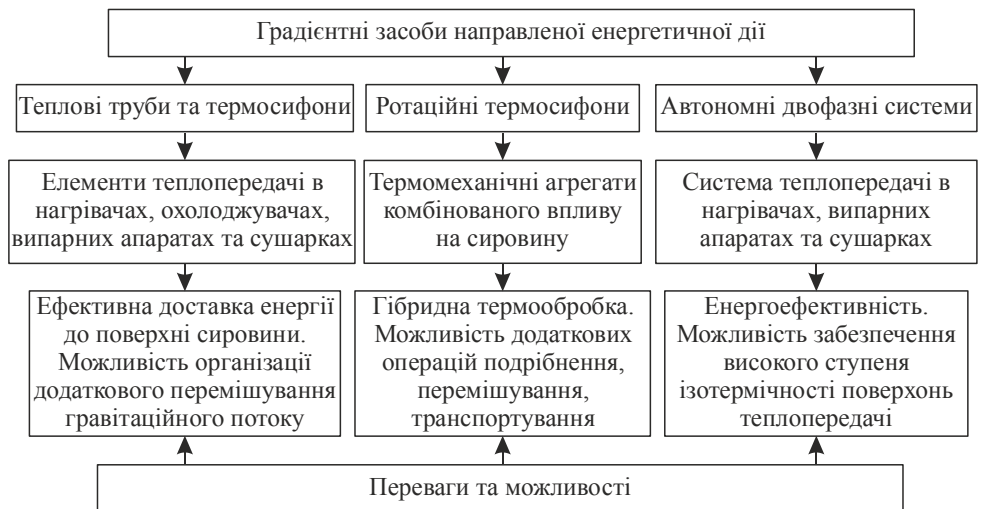 Градієнтні засоби направленої енергетичної дії
Теплові труби та термосифони
Ротаційні термосифони
Автономні двофазні системи
Елементи теплопередачі в
нагрівачах, охолоджувачах,
випарних апаратах та сушарках
Термомеханічні агрегати
комбінованого впливу
на сировину
Система теплопередачі в
нагрівачах, випарних
апаратах та сушарках
Ефективна доставка енергії
до поверхні сировини.
Можливість організації
додаткового перемішування
гравітаційного потоку
Гібридна термообробка.
Можливість додаткових
операцій подрібнення,
перемішування,
транспортування
Енергоефективність.
Можливість забезпечення
високого ступеня
ізотермічності поверхонь
теплопередачі
Переваги та можливості